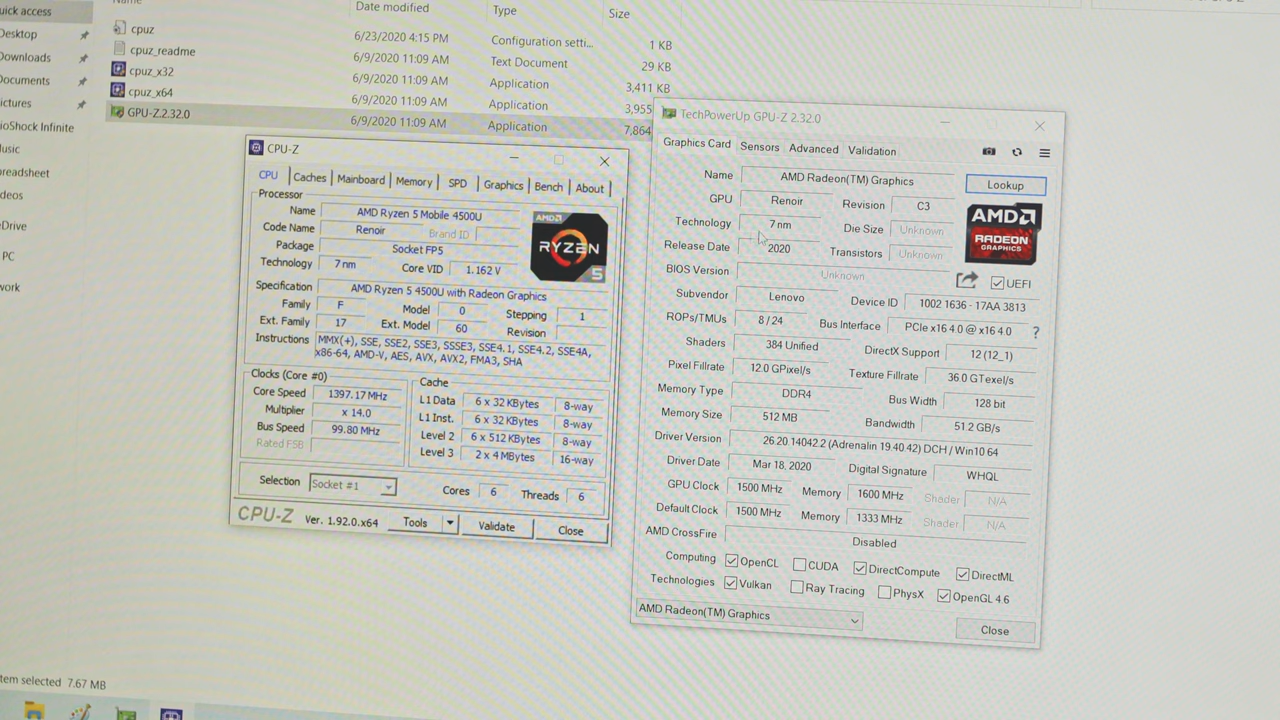 uick access
Desktop
Downloads
Documents
ictures
ioShock Infinite
usic
preadsheet
deos
eDrive
PC
work
Date modified Type Size
cpuz 6/23/2020 4:15 PM Configuration setti... 1 KB
cpuz_readme 6/9/2020 11:09 AM Text Document 29 KB
cpuz_x32 6/9/2020 11:09 AM Application 3,411 KB
cpuz_x64 6/9/2020 11:09 AM Application 3,955
GPU-Z.2.32.0 6/9/2020 11:09 AM Application 7,864
CPU-Z
CPU Caches Mainboard Memory SPD Graphics Bench About
Processor
Name AMD Ryzen 5 Mobile 4500U
Code Name Renoir Brand ID
Package Socket FP5
Technology 7 nm Core VID 1.162 V
AMD
RYZEN
5
Specification AMD Ryzen 5 4500U with Radeon Graphics
Family F Model 0 Stepping 1
Ext. Family 17 Ext. Model 60 Revision
Instructions MMX(+), SSE, SSE2, SSE3, SSSE3, SSE4.1, SSE4.2, SSE4A,
x86-64, AMD-V, AES, AVX, AVX2, FMA3, SHA
Clocks (Core #0)
Core Speed 1397.17 MHz
Multiplier x 14.0
Bus Speed 99.80 MHz
Rated FSB
Cache
L1 Data 6 x 32 KBytes 8-way
L1 Inst. 6 x 32 KBytes 8-way
Level 2 6 x 512 KBytes 8-way
Level 3 2 x 4 MBytes 16-way
Selection Socket #1 Cores 6 Threads 6
CPU-Z Ver. 1.92.0.x64 Tools Validate Close
TechPowerUp GPU-Z 2.32.0
Graphics Card Sensors Advanced Validation
Name AMD Radeon(TM) Graphics Lookup
GPU Renoir Revision C3
Technology 7 nm Die Size Unknown
Release Date 2020 Transistors Unknown
AMD
RADEON
GRAPHICS
BIOS Version Unknown UEFI
Subvendor Lenovo Device ID 1002 1636 - 17AA 3813
ROPs/TMUs 8 / 24 Bus Interface PCIe x16 4.0 @ x16 4.0 ?
Shaders 384 Unified DirectX Support 12 (12_1)
Pixel Fillrate 12.0 GPixel/s Texture Fillrate 36.0 GTexel/s
Memory Type DDR4 Bus Width 128 bit
Memory Size 512 MB Bandwidth 51.2 GB/s
Driver Version 26.20.14042.2 (Adrenalin 19.40.42) DCH / Win10 64
Driver Date Mar 18, 2020 Digital Signature WHQL
GPU Clock 1500 MHz Memory 1600 MHz Shader N/A
Default Clock 1500 MHz Memory 1333 MHz Shader N/A
AMD CrossFire Disabled
Computing OpenCL CUDA DirectCompute DirectML
Technologies Vulkan Ray Tracing PhysX OpenGL 4.6
AMD Radeon(TM) Graphics
Close
tem selected 7.67 MB